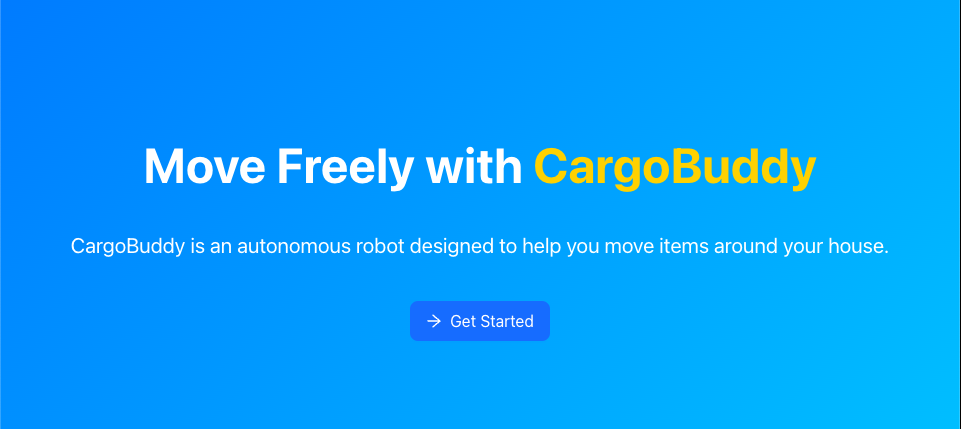 Move Freely with CargoBuddy
CargoBuddy is an autonomous robot designed to help you move items around your house.
Get Started